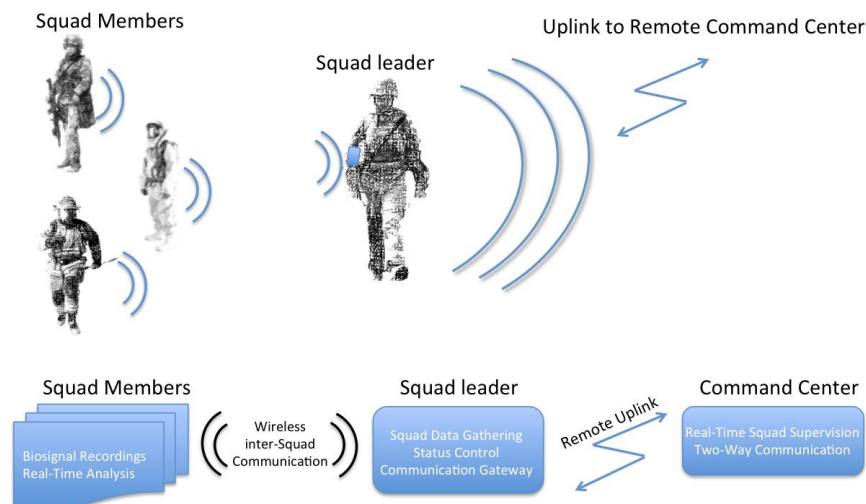 Squad Members
Uplink to Remote Command Center
Squad leader
Squad Members
Squad leader
Command Center
Biosignal Recordings
Real-Time Analysis
Wireless
inter-Squad
Communication
Squad Data Gathering
Status Control
Communication Gateway
Remote Uplink
Real-Time Squad Supervision
Two-Way Communication